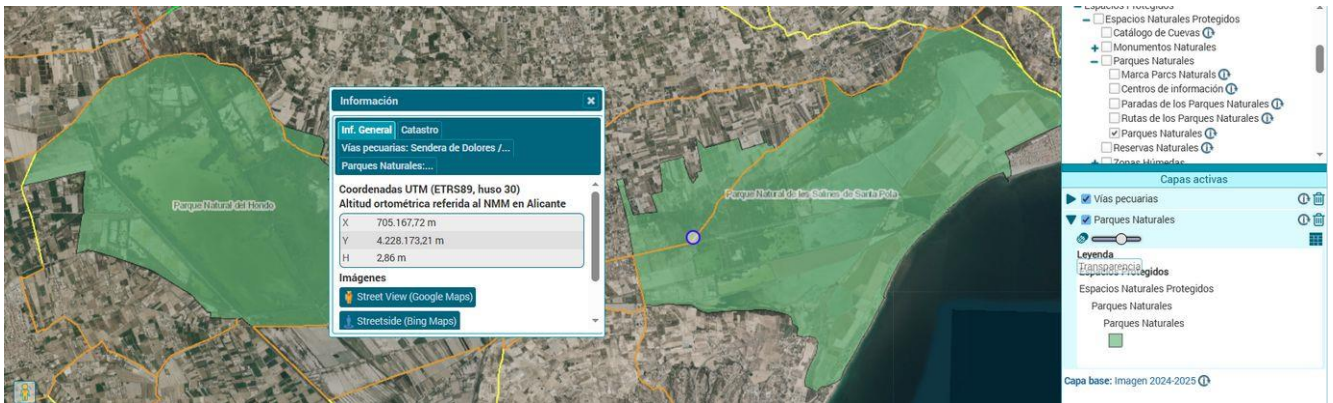 Parque Natural del Hondo
Información
Inf. General Catastro
Vías pecuarias: Sendera de Dolores /...
Parques Naturales:...
Coordenadas UTM (ETRS89, huso 30)
Altitud ortométrica referida al NMM en Alicante
X 705.167,72 m
Y 4.228.173,21 m
H 2,86 m
Imágenes
Street View (Google Maps)
Streetside (Bing Maps)
Parque Natural de les Salines de Santa Pola
Espacios Protegidos
Espacios Naturales Protegidos
Catálogo de Cuevas
Monumentos Naturales
Parques Naturales
Marca Parcs Naturals
Centros de información
Paradas de los Parques Naturales
Rutas de los Parques Naturales
Parques Naturales
Reservas Naturales
Zonas Húmedas
Capas activas
Vías pecuarias
Parques Naturales
Leyenda
Transparencia
Espacios Protegidos
Espacios Naturales Protegidos
Parques Naturales
Parques Naturales
Capa base: Imagen 2024-2025